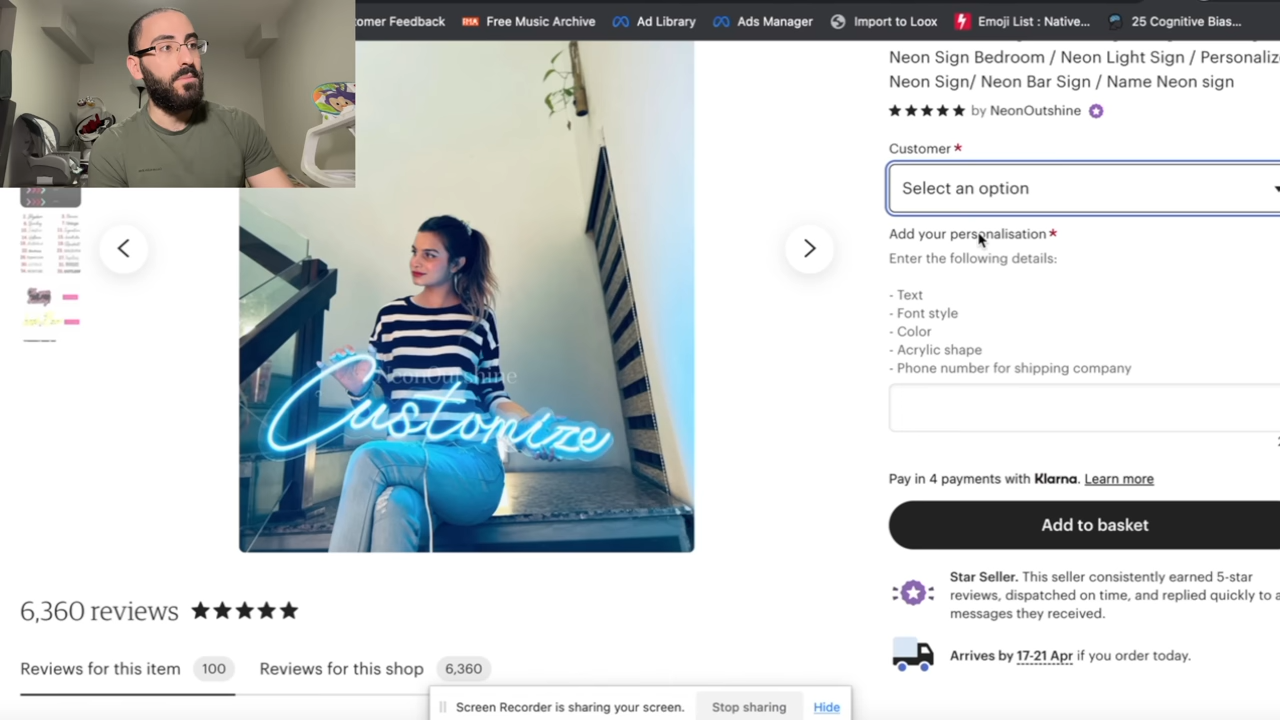 omer Feedback
RMA Free Music Archive
Ad Library
Ads Manager
Import to Loox
Emoji List : Native...
25 Cognitive Bias...
Neon Sign Bedroom / Neon Light Sign / Personaliz
Neon Sign/ Neon Bar Sign / Name Neon sign
by NeonOutshine
Customer *
Select an option
Add your personalisation *
Enter the following details:
- Text
- Font style
- Color
- Acrylic shape
- Phone number for shipping company
NeonOutshine
Customize
Pay in 4 payments with Klarna. Learn more
Add to basket
Star Seller. This seller consistently earned 5-star
reviews, dispatched on time, and replied quickly to a
messages they received.
Arrives by 17-21 Apr if you order today.
6,360 reviews
Reviews for this item 100
Reviews for this shop 6,360
Screen Recorder is sharing your screen.
Stop sharing
Hide